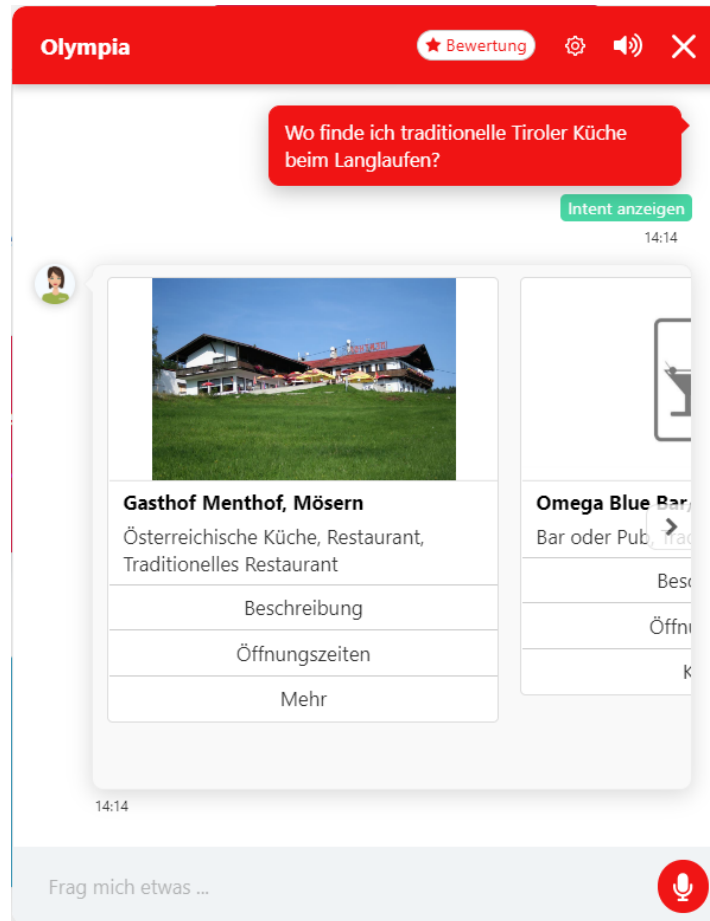 Olympia
Bewertung
Wo finde ich traditionelle Tiroler Küche
beim Langlaufen?
Intent anzeigen
14:14
Gasthof Menthof, Mösern
Österreichische Küche, Restaurant,
Traditionelles Restaurant
Beschreibung
Öffnungszeiten
Mehr
Omega Blue Bar,
Bar oder Pub,
14:14
Frag mich etwas ...